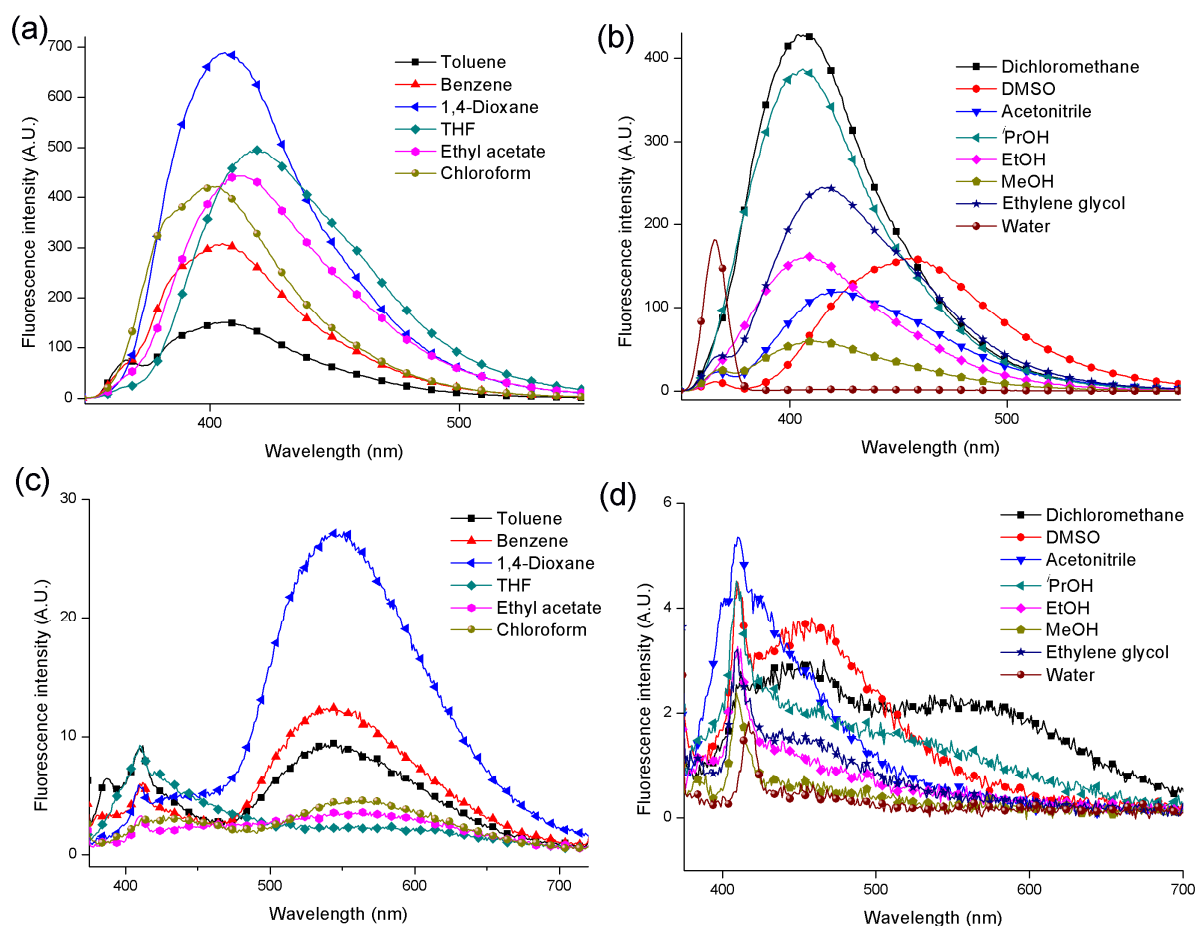 (a)
700
600
500
400
300
200
100
0
Fluorescence intensity (A.U.)
Toluene
Benzene
1,4-Dioxane
THF
Ethyl acetate
Chloroform
400
500
Wavelength (nm)
(b)
400
300
200
100
0
Fluorescence intensity (A.U.)
Dichloromethane
DMSO
Acetonitrile
iPrOH
EtOH
MeOH
Ethylene glycol
Water
400
500
Wavelength (nm)
(c)
30
20
10
0
Fluorescence intensity (A.U.)
Toluene
Benzene
1,4-Dioxane
THF
Ethyl acetate
Chloroform
400
500
600
700
Wavelength (nm)
(d)
6
4
2
0
Fluorescence intensity (A.U.)
Dichloromethane
DMSO
Acetonitrile
iPrOH
EtOH
MeOH
Ethylene glycol
Water
400
500
600
700
Wavelength (nm)